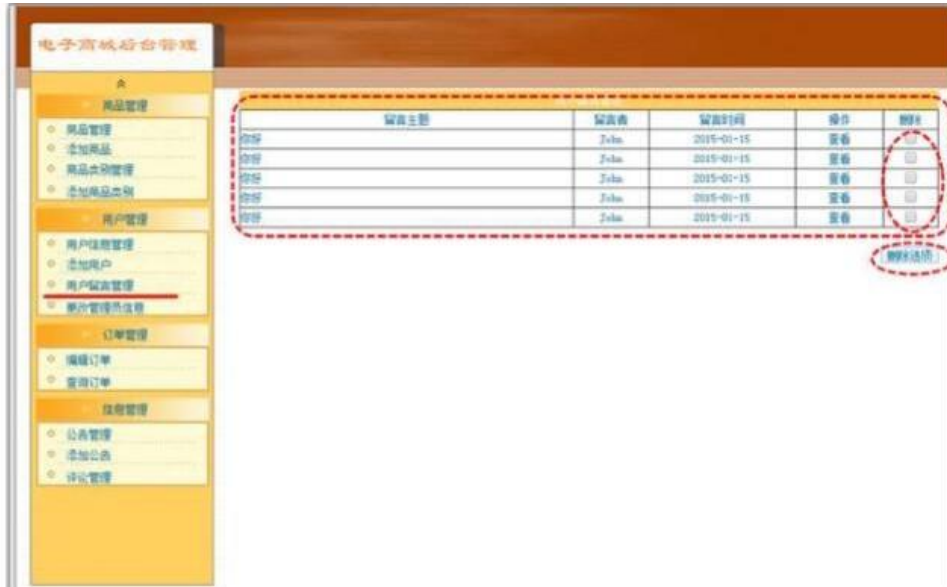 电子商城后台管理
商品管理
商品管理
添加商品
商品类别管理
添加商品类别
用户管理
用户信息管理
添加用户
用户留言管理
更改管理员信息
订单管理
编辑订单
查询订单
信息管理
公告管理
添加公告
评论管理
留言主题 留言者 留言时间 操作 删除
你好 John 2015-01-15 查看
你好 John 2015-01-15 查看
你好 John 2015-01-15 查看
你好 John 2015-01-15 查看
你好 John 2015-01-15 查看
删除选项